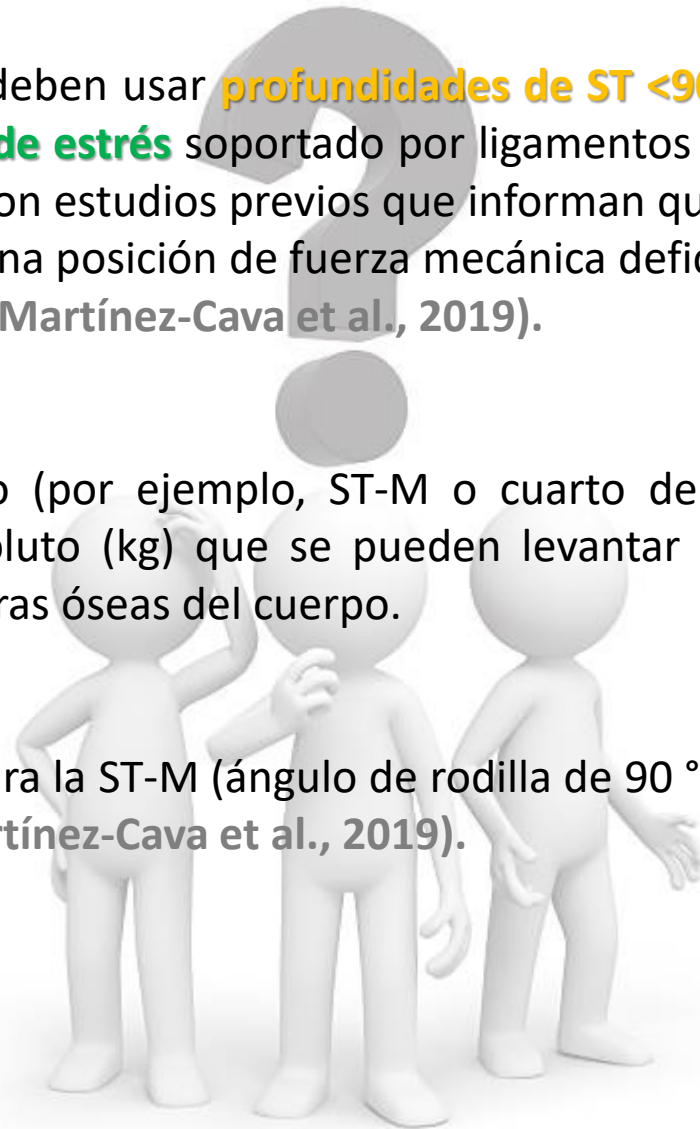 deben usar profundidades de ST <90
de estrés soportado por ligamentos
on estudios previos que informan qu
na posición de fuerza mecánica defic
Martínez-Cava et al., 2019).
o (por ejemplo, ST-M o cuarto de
oluto (kg) que se pueden levantar
ras óseas del cuerpo.
ra la ST-M (ángulo de rodilla de 90 °
rtínez-Cava et al., 2019).